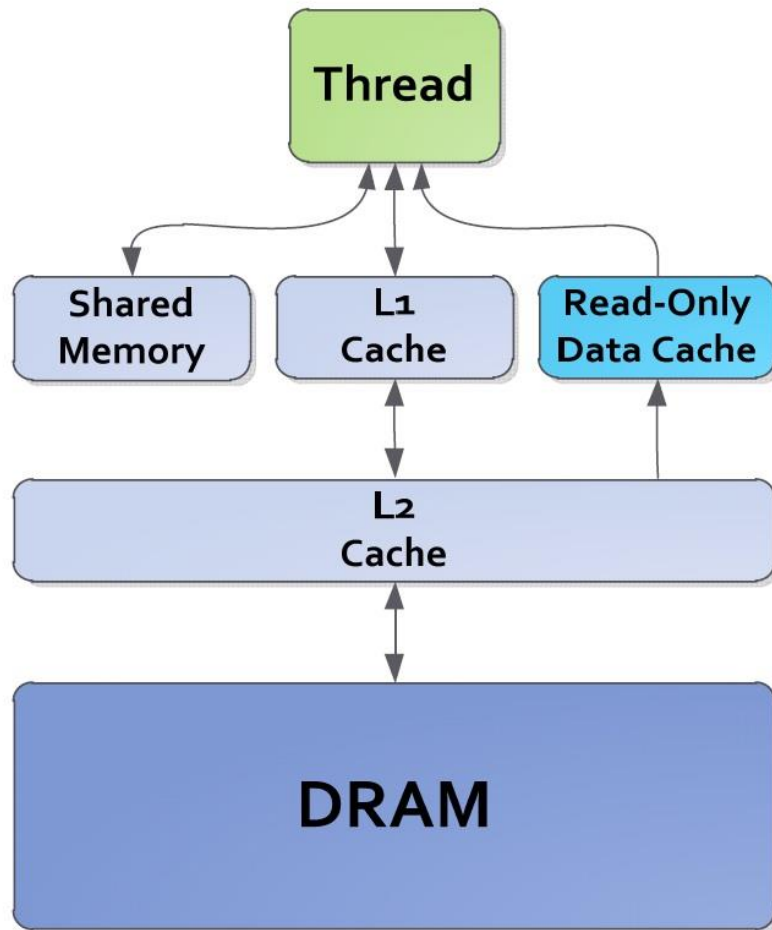 Thread
Shared
Memory
L1
Cache
Read-Only
Data Cache
L2
Cache
DRAM